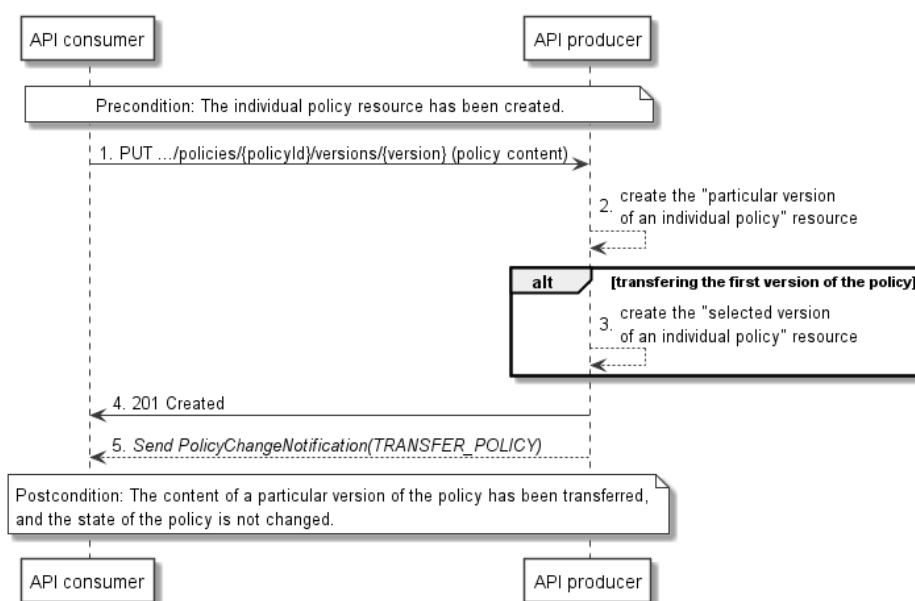 API consumer
API producer
Precondition: The individual policy resource has been created.
1. PUT .../policies/{policyId}/versions/{version} (policy content)
2. create the "particular version
of an individual policy" resource
alt [transfering the first version of the policy]
3. create the "selected version
of an individual policy" resource
4. 201 Created
5. Send PolicyChangeNotification(TRANSFER_POLICY)
Postcondition: The content of a particular version of the policy has been transferred,
and the state of the policy is not changed.
API consumer
API producer